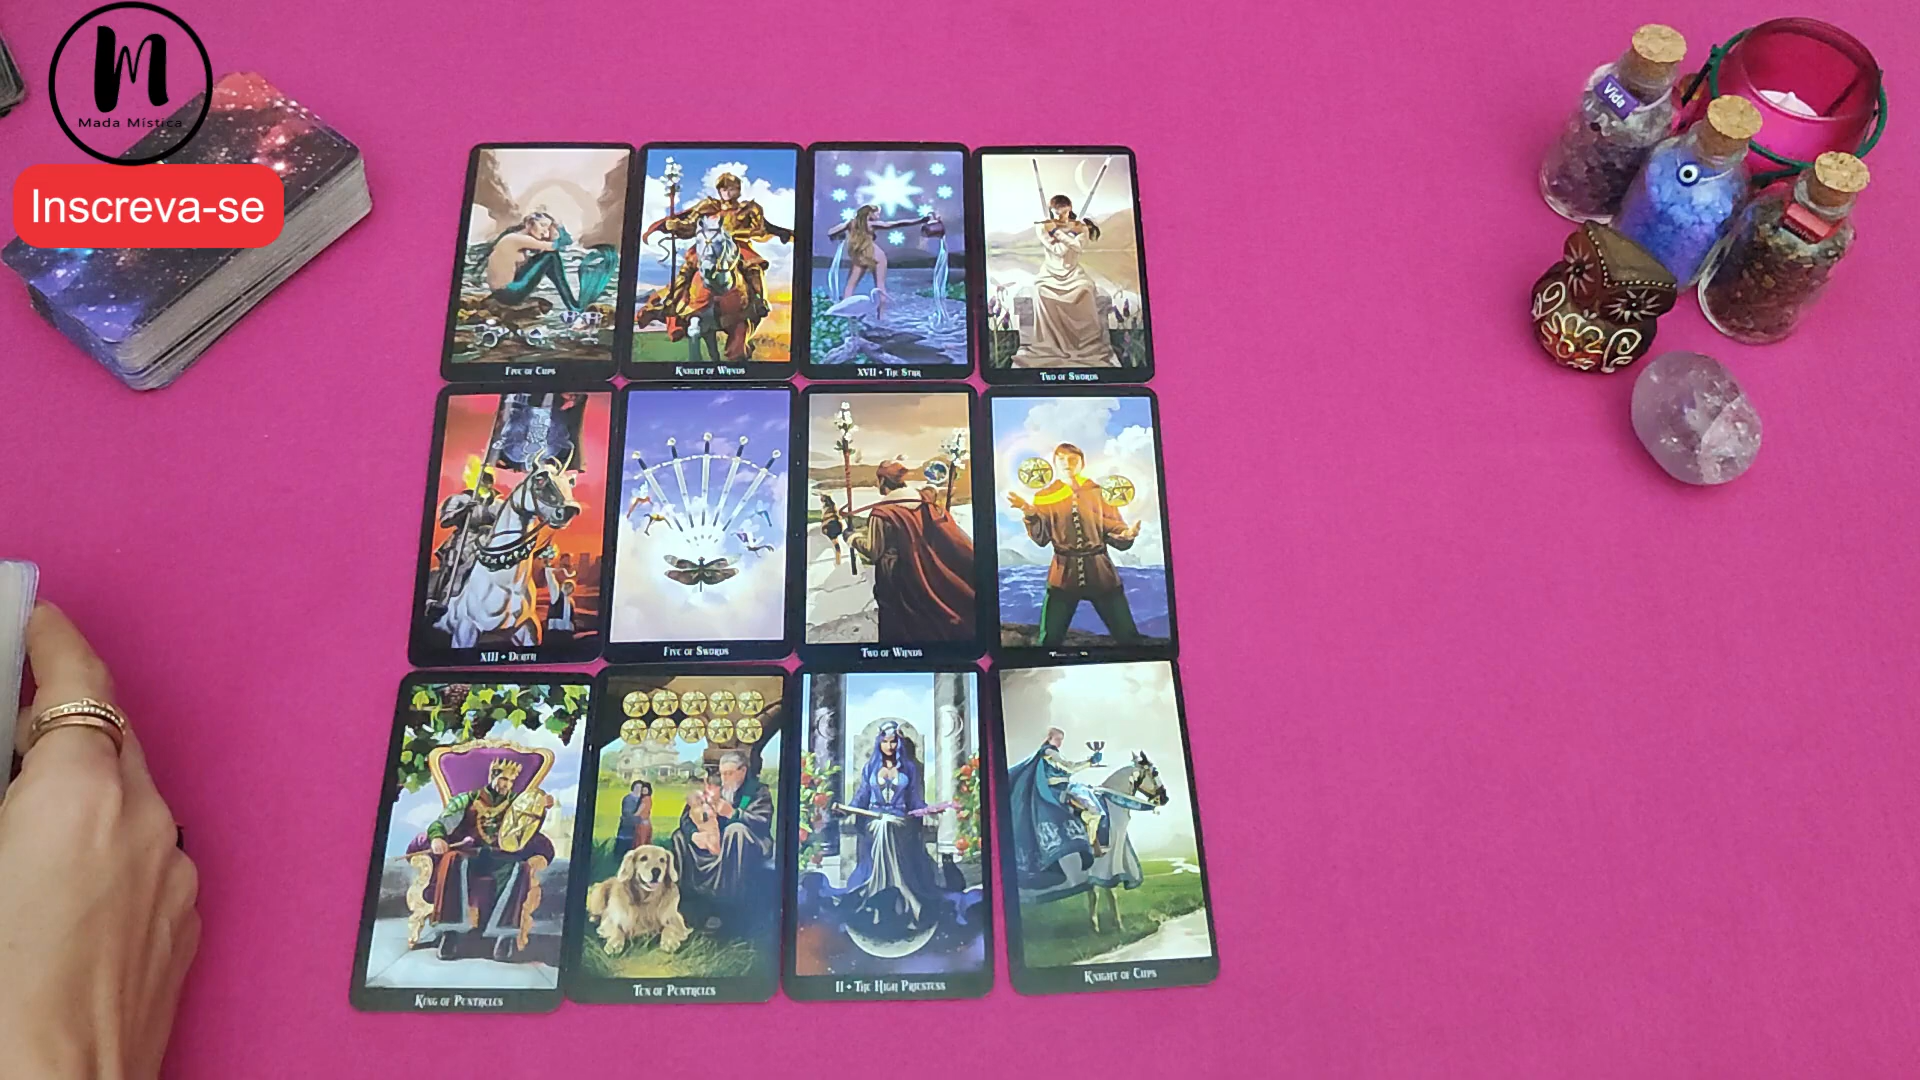 Mada Mística
Inscreva-se
Vida
Five of Cups
Knight of Wands
XVII • The Star
Two of Swords
XIII • Death
Five of Swords
Two of Wands
King of Pentacles
Ten of Pentacles
II • The High Priestess
Knight of Cups